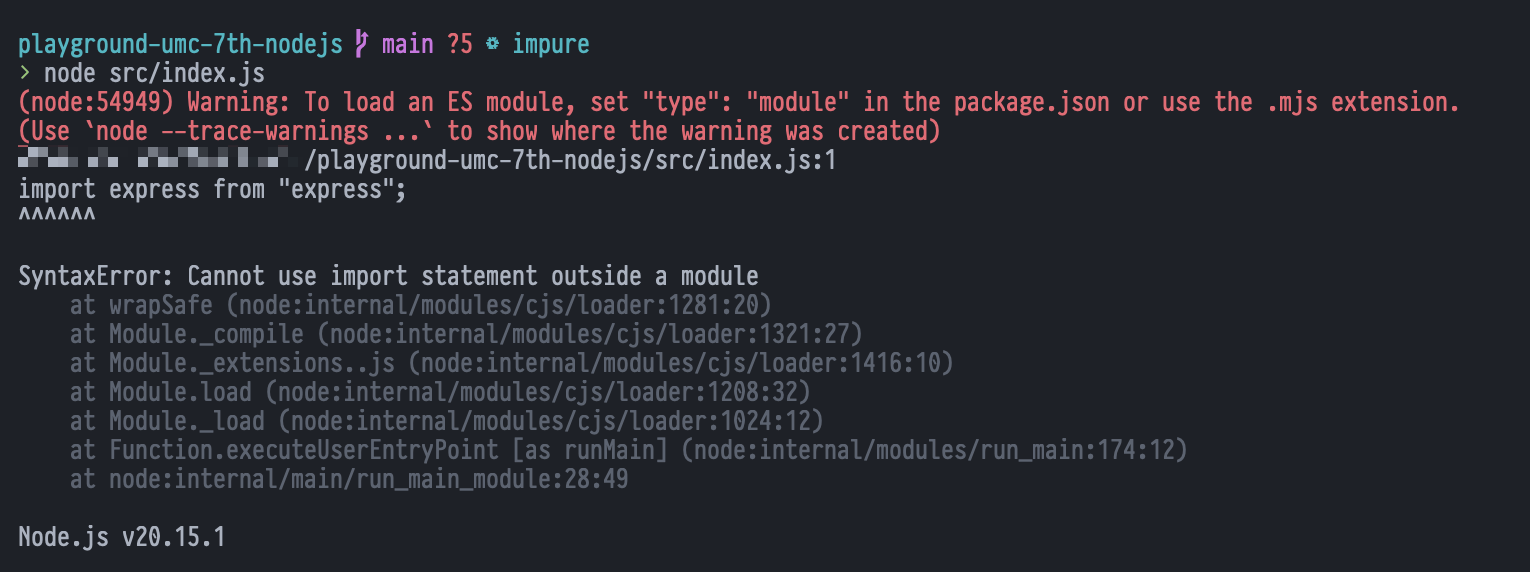 playground-umc-7th-nodejs main ?5 impure
> node src/index.js
(node:54949) Warning: To load an ES module, set "type": "module" in the package.json or use the .mjs extension.
(Use `node --trace-warnings ...` to show where the warning was created)
/playground-umc-7th-nodejs/src/index.js:1
import express from "express";
^^^^^^
SyntaxError: Cannot use import statement outside a module
at wrapSafe (node:internal/modules/cjs/loader:1281:20)
at Module._compile (node:internal/modules/cjs/loader:1321:27)
at Module._extensions..js (node:internal/modules/cjs/loader:1416:10)
at Module.load (node:internal/modules/cjs/loader:1208:32)
at Module._load (node:internal/modules/cjs/loader:1024:12)
at Function.executeUserEntryPoint [as runMain] (node:internal/modules/run_main:174:12)
at node:internal/main/run_main_module:28:49
Node.js v20.15.1